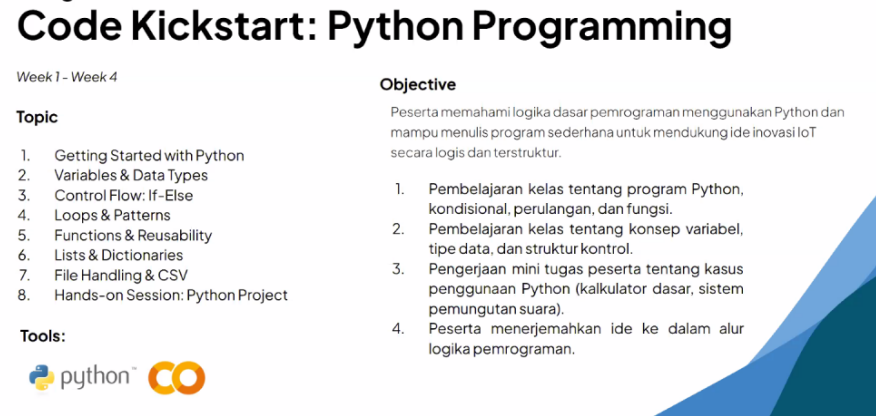 Code Kickstart: Python Programming
Week 1 - Week 4
Topic
1. Getting Started with Python
2. Variables & Data Types
3. Control Flow: If-Else
4. Loops & Patterns
5. Functions & Reusability
6. Lists & Dictionaries
7. File Handling & CSV
8. Hands-on Session: Python Project
Tools:
python™
Objective
Peserta memahami logika dasar pemrograman menggunakan Python dan
mampu menulis program sederhana untuk mendukung ide inovasi IoT
secara logis dan terstruktur.
1. Pembelajaran kelas tentang program Python,
kondisional, perulangan, dan fungsi.
2. Pembelajaran kelas tentang konsep variabel,
tipe data, dan struktur kontrol.
3. Pengerjaan mini tugas peserta tentang kasus
penggunaan Python (kalkulator dasar, sistem
pemungutan suara).
4. Peserta menerjemahkan ide ke dalam alur
logika pemrograman.